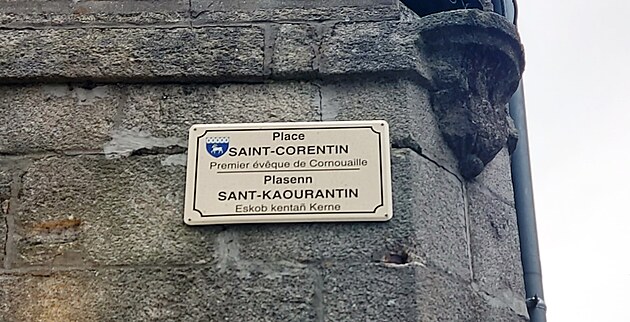 Place
SAINT-CORENTIN
Premier évêque de Cornouaille
Plasenn
SANT-KAOURANTIN
Eskob kentañ Kerne